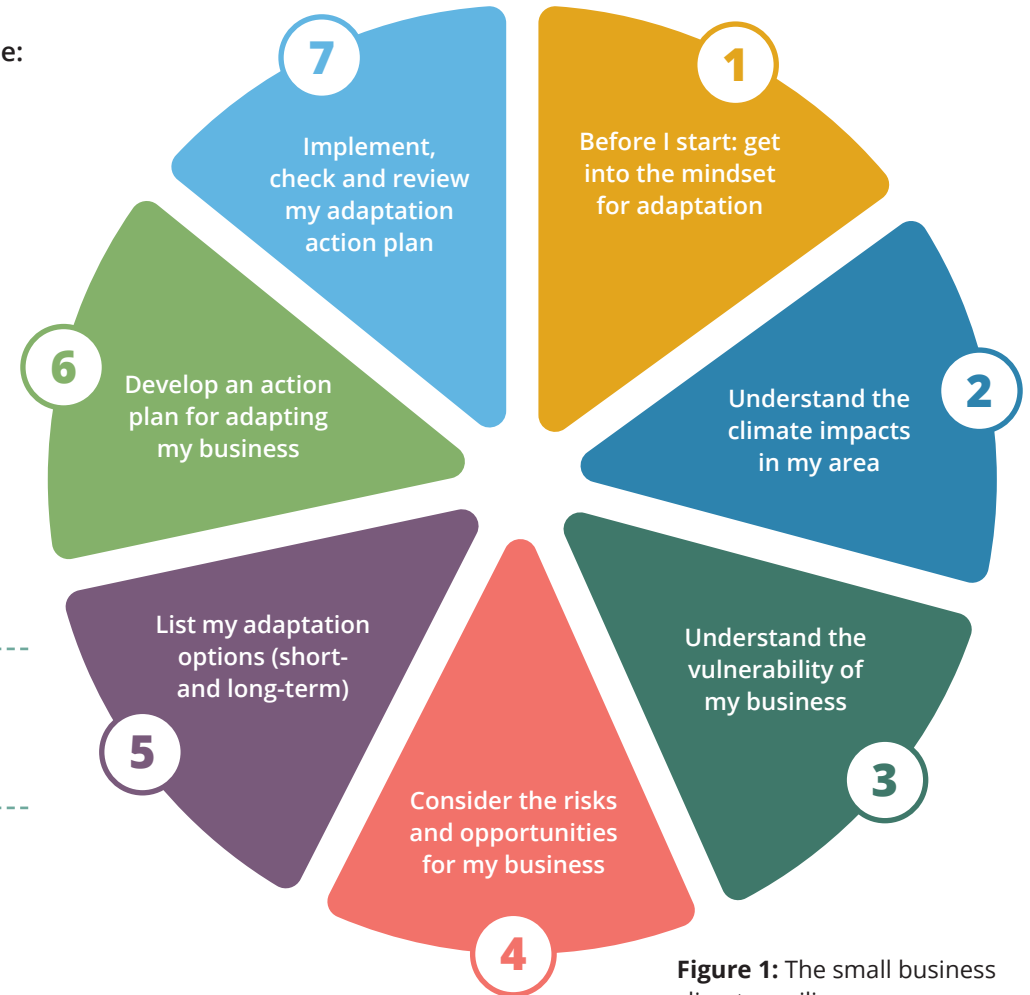 e:
1
Before I start: get
into the mindset
for adaptation
2
Understand the
climate impacts
in my area
3
Understand the
vulnerability of
my business
4
Consider the risks
and opportunities
for my business
5
List my adaptation
options (short-
and long-term)
6
Develop an action
plan for adapting
my business
7
Implement,
check and review
my adaptation
action plan
Figure 1: The small business